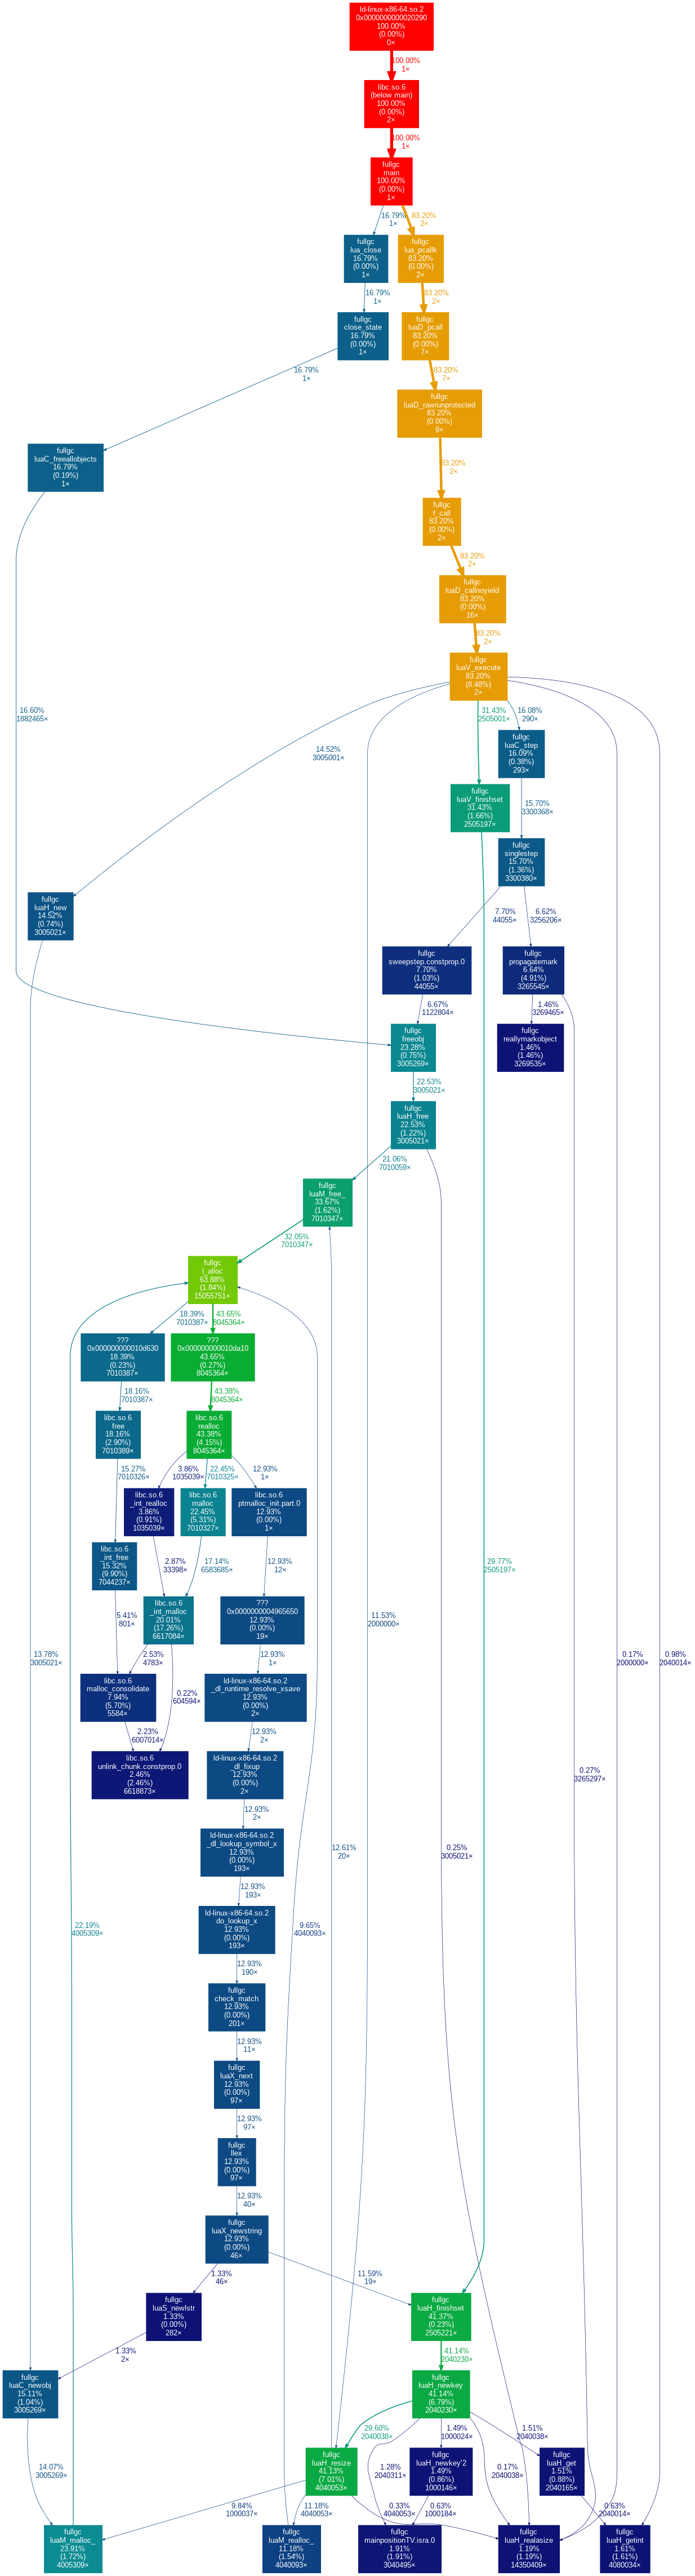 ld-linux-x86-64.so.2
0x0000000000020290
100.00%
(0.00%)
0×
100.00%
1×
libc.so.6
(below main)
100.00%
(0.00%)
2×
100.00%
1×
fullgc
main
100.00%
(0.00%)
1×
16.79%
1×
83.20%
2×
fullgc
lua_close
16.79%
(0.00%)
1×
fullgc
lua_pcallk
83.20%
(0.00%)
2×
16.79%
1×
83.20%
2×
fullgc
close_state
16.79%
(0.00%)
1×
fullgc
luaD_pcall
83.20%
(0.00%)
7×
16.79%
1×
83.20%
7×
fullgc
luaD_rawrunprotected
83.20%
(0.00%)
9×
fullgc
luaC_freeallobjects
16.79%
(0.19%)
1×
83.20%
2×
fullgc
f_call
83.20%
(0.00%)
2×
83.20%
2×
fullgc
luaD_callnoyield
83.20%
(0.00%)
16×
83.20%
2×
fullgc
luaV_execute
83.20%
(8.48%)
2×
16.60%
1882465×
14.52%
3005001×
31.43%
2505001×
16.08%
290×
fullgc
luaC_step
16.09%
(0.38%)
293×
fullgc
luaV_finishset
31.43%
(1.66%)
2505197×
15.70%
3300368×
fullgc
singlestep
15.70%
(1.36%)
3300380×
fullgc
luaH_new
14.52%
(0.74%)
3005021×
7.70%
44055×
6.62%
3256206×
fullgc
sweepstep.constprop.0
7.70%
(1.03%)
44055×
fullgc
propagatemark
6.64%
(4.91%)
3265545×
6.67%
1122804×
1.46%
3269465×
fullgc
freeobj
23.28%
(0.75%)
3005269×
fullgc
reallymarkobject
1.46%
(1.46%)
3269535×
22.53%
3005021×
fullgc
luaH_free
22.53%
(1.22%)
3005021×
21.06%
7010059×
fullgc
luaM_free_
33.67%
(1.62%)
7010347×
32.05%
7010347×
fullgc
l_alloc
63.88%
(1.84%)
15055751×
18.39%
7010387×
43.65%
8045364×
???
0x000000000010d630
18.39%
(0.23%)
7010387×
???
0x000000000010da10
43.65%
(0.27%)
8045364×
18.16%
7010387×
43.38%
8045364×
libc.so.6
free
18.16%
(2.90%)
7010389×
libc.so.6
realloc
43.38%
(4.15%)
8045364×
15.27%
7010326×
3.86%
1035039×
22.45%
7010325×
12.93%
1×
libc.so.6
_int_realloc
3.86%
(0.91%)
1035039×
libc.so.6
malloc
22.45%
(5.31%)
7010327×
libc.so.6
ptmalloc_init.part.0
12.93%
(0.00%)
1×
libc.so.6
_int_free
15.32%
(9.90%)
7044237×
2.87%
33398×
17.14%
6583685×
12.93%
12×
29.77%
2505197×
libc.so.6
_int_malloc
20.01%
(17.26%)
6617084×
???
0x0000000004965650
12.93%
(0.00%)
19×
5.41%
801×
11.53%
2000000×
13.78%
3005021×
2.53%
4783×
12.93%
1×
0.17%
2000000×
0.98%
2040014×
libc.so.6
malloc_consolidate
7.94%
(5.70%)
5584×
0.22%
604594×
ld-linux-x86-64.so.2
_dl_runtime_resolve_xsave
12.93%
(0.00%)
2×
2.23%
6007014×
12.93%
2×
libc.so.6
unlink_chunk.constprop.0
2.46%
(2.46%)
6618873×
ld-linux-x86-64.so.2
_dl_fixup
12.93%
(0.00%)
2×
0.27%
3265297×
12.93%
2×
ld-linux-x86-64.so.2
_dl_lookup_symbol_x
12.93%
(0.00%)
193×
12.61%
20×
0.25%
3005021×
12.93%
193×
ld-linux-x86-64.so.2
do_lookup_x
12.93%
(0.00%)
193×
22.19%
4005309×
9.65%
4040093×
12.93%
190×
fullgc
check_match
12.93%
(0.00%)
201×
12.93%
11×
fullgc
luaX_next
12.93%
(0.00%)
97×
12.93%
97×
fullgc
llex
12.93%
(0.00%)
97×
12.93%
40×
fullgc
luaX_newstring
12.93%
(0.00%)
46×
1.33%
46×
11.59%
19×
fullgc
luaS_newlstr
1.33%
(0.00%)
282×
fullgc
luaH_finishset
41.37%
(0.23%)
2505221×
1.33%
2×
41.14%
2040230×
fullgc
luaC_newobj
15.11%
(1.04%)
3005269×
fullgc
luaH_newkey
41.14%
(6.79%)
2040230×
29.60%
2040038×
1.49%
1000024×
1.51%
2040038×
14.07%
3005269×
fullgc
luaH_resize
41.13%
(7.01%)
4040053×
1.28%
2040311×
fullgc
luaH_newkey'2
1.49%
(0.86%)
1000146×
0.17%
2040038×
fullgc
luaH_get
1.51%
(0.88%)
2040165×
9.84%
1000037×
11.18%
4040053×
0.33%
4040053×
0.63%
1000184×
0.63%
2040014×
fullgc
luaM_malloc_
23.91%
(1.72%)
4005309×
fullgc
luaM_realloc_
11.18%
(1.54%)
4040093×
fullgc
mainpositionTV.isra.0
1.91%
(1.91%)
3040495×
fullgc
luaH_realasize
1.19%
(1.19%)
14350409×
fullgc
luaH_getint
1.61%
(1.61%)
4080034×